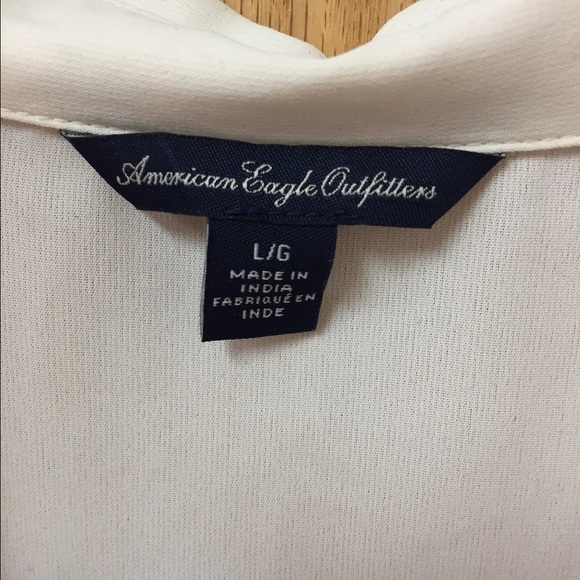 American Eagle Outfitters
L/G
MADE IN
INDIA
FABRIQUÉ EN
INDE